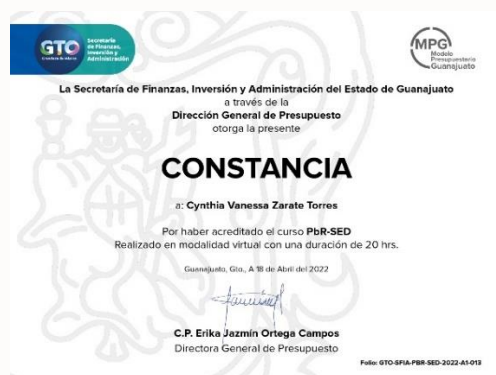 GTO
Secretaría
de Finanzas,
Inversión y
Administración
MPG
Modelo
Presupuestario
Guanajuato
La Secretaría de Finanzas, Inversión y Administración del Estado de Guanajuato
a través de la
Dirección General de Presupuesto
otorga la presente
CONSTANCIA
a: Cynthia Vanessa Zarate Torres
Por haber acreditado el curso PbR-SED
Realizado en modalidad virtual con una duración de 20 hrs.
Guanajuato, Gto., A 18 de Abril del 2022
C.P. Erika Jazmín Ortega Campos
Directora General de Presupuesto
Folio: GTO-SFIA-PBR-SED-2022-A1-013